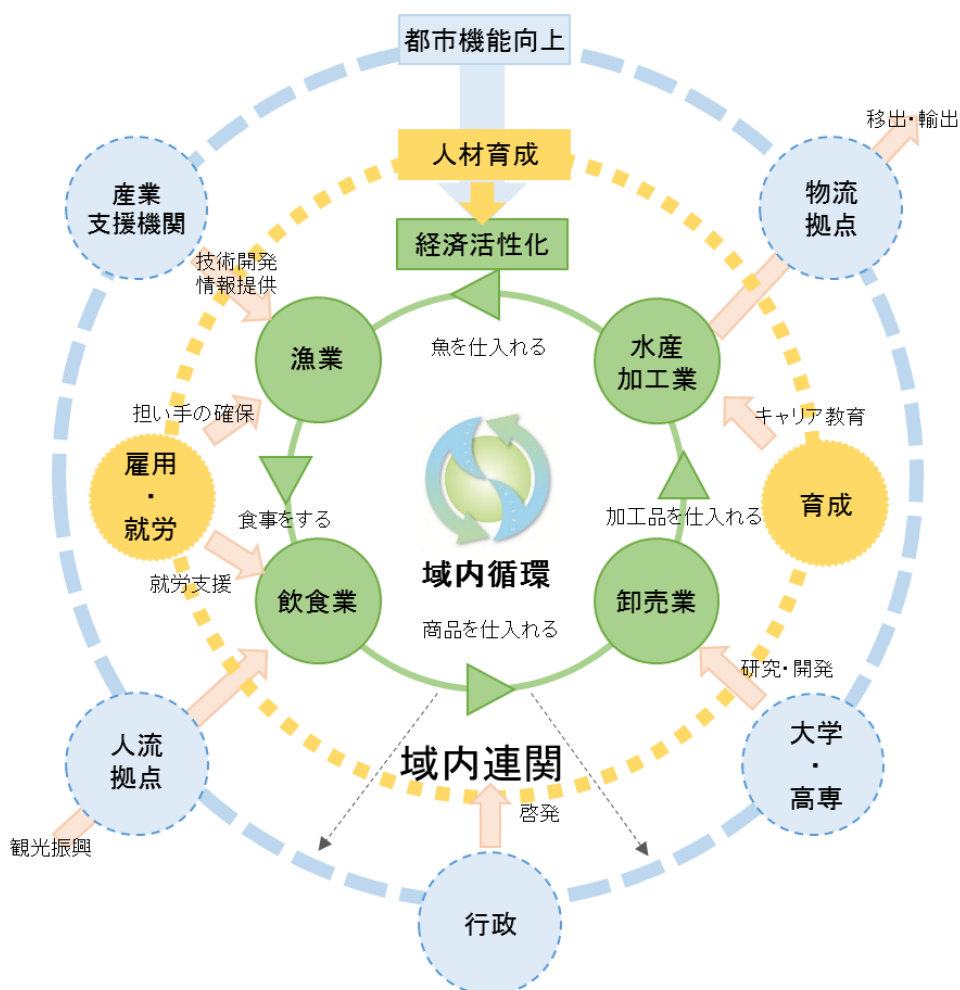 都市機能向上
移出・輸出
人材育成
産業
支援機関
物流
拠点
経済活性化
技術開発
情報提供
漁業
魚を仕入れる
水産
加工業
担い手の確保
キャリア教育
雇用
・
就労
育成
食事をする
加工品を仕入れる
域内循環
就労支援
飲食業
卸売業
商品を仕入れる
研究・開発
人流
拠点
大学
・
高専
域内連関
啓発
観光振興
行政